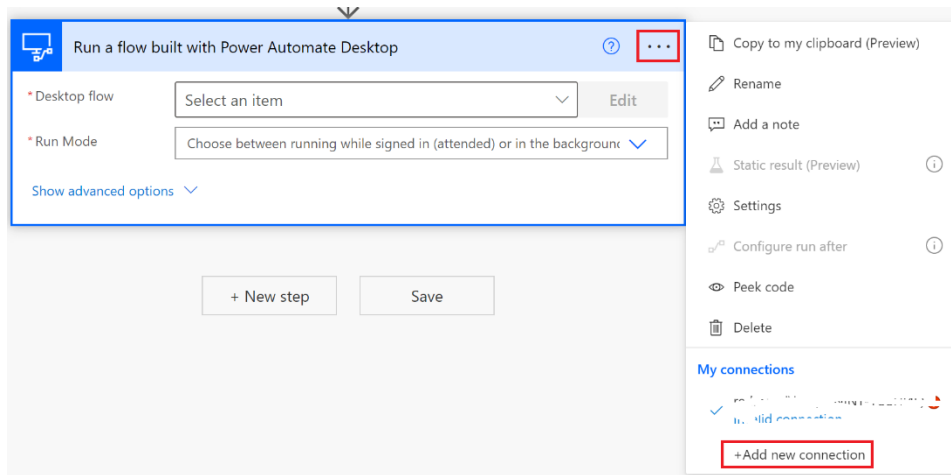 Run a flow built with Power Automate Desktop
* Desktop flow
Select an item
Edit
* Run Mode
Choose between running while signed in (attended) or in the background
Show advanced options
+ New step
Save
Copy to my clipboard (Preview)
Rename
Add a note
Static result (Preview)
Settings
Configure run after
Peek code
Delete
My connections
connection
+Add new connection